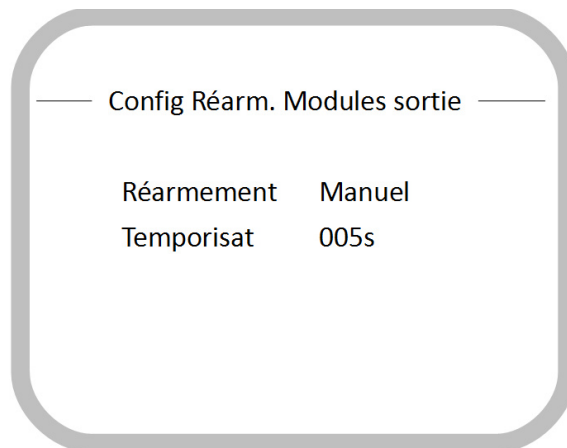 Config Réarm. Modules sortie
Réarmement Manuel
Temporisat 005s